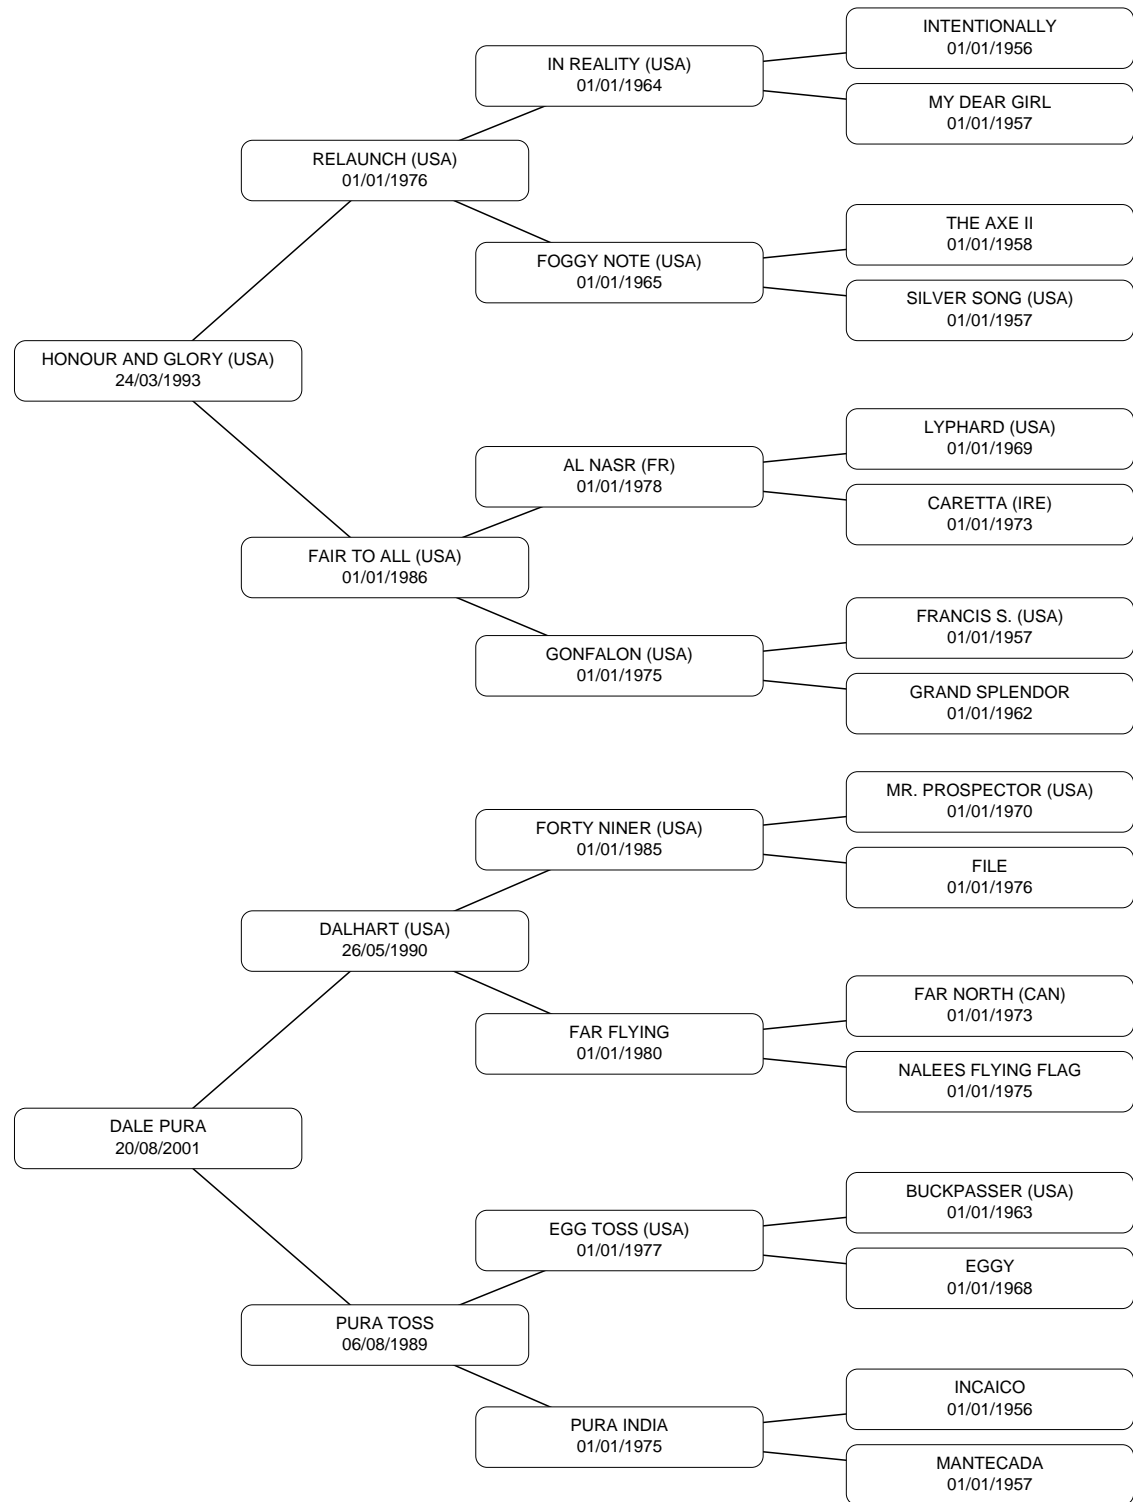 INTENTIONALLY
01/01/1956
IN REALITY (USA)
01/01/1964
MY DEAR GIRL
01/01/1957
RELAUNCH (USA)
01/01/1976
THE AXE II
01/01/1958
FOGGY NOTE (USA)
01/01/1965
SILVER SONG (USA)
01/01/1957
HONOUR AND GLORY (USA)
24/03/1993
LYPHARD (USA)
01/01/1969
AL NASR (FR)
01/01/1978
CARETTA (IRE)
01/01/1973
FAIR TO ALL (USA)
01/01/1986
FRANCIS S. (USA)
01/01/1957
GONFALON (USA)
01/01/1975
GRAND SPLENDOR
01/01/1962
MR. PROSPECTOR (USA)
01/01/1970
FORTY NINER (USA)
01/01/1985
FILE
01/01/1976
DALHART (USA)
26/05/1990
FAR NORTH (CAN)
01/01/1973
FAR FLYING
01/01/1980
NALEES FLYING FLAG
01/01/1975
DALE PURA
20/08/2001
BUCKPASSER (USA)
01/01/1963
EGG TOSS (USA)
01/01/1977
EGGY
01/01/1968
PURA TOSS
06/08/1989
INCAICO
01/01/1956
PURA INDIA
01/01/1975
MANTECADA
01/01/1957